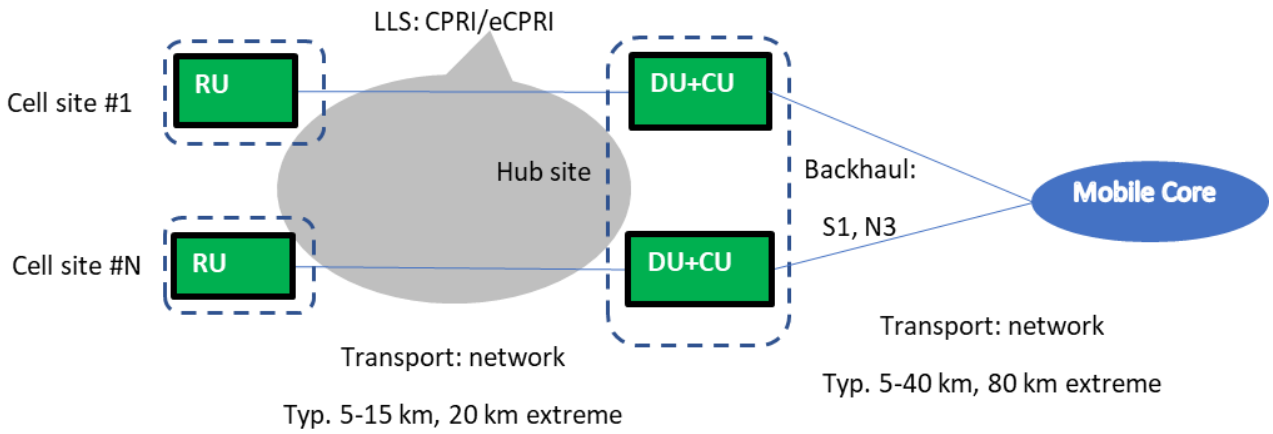 LLS: CPRI/eCPRI
Cell site #1
RU
DU+CU
Hub site
Backhaul:
S1, N3
Mobile Core
Cell site #N
RU
DU+CU
Transport: network
Typ. 5-15 km, 20 km extreme
Transport: network
Typ. 5-40 km, 80 km extreme